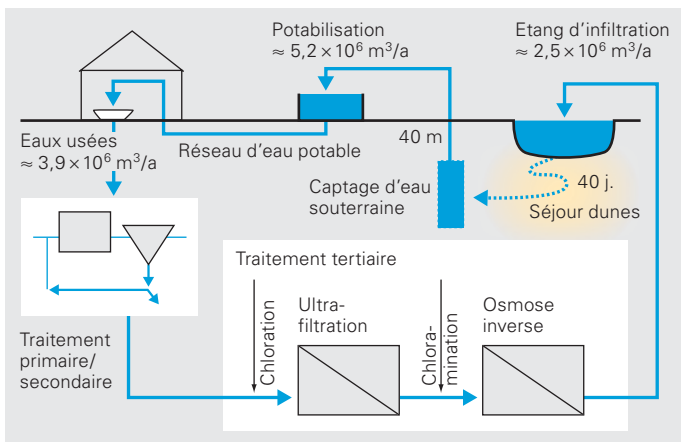 Potabilisation
≈ 5,2 × 10⁶ m³/a
Etang d’infiltration
≈ 2,5 × 10⁶ m³/a
Eaux usées
≈ 3,9 × 10⁶ m³/a
Réseau d’eau potable
40 m
Captage d’eau
souterraine
40 j.
Séjour dunes
Traitement tertiaire
Traitement
primaire/
secondaire
Chloration
Ultra-
filtration
Chlora-
mination
Osmose
inverse